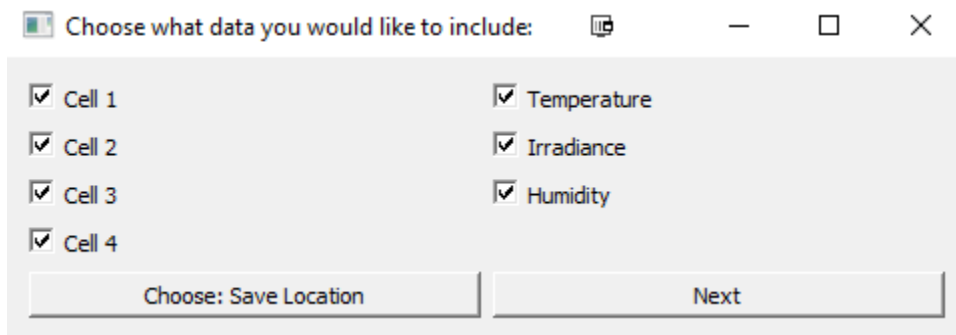 Choose what data you would like to include:
Cell 1
Temperature
Cell 2
Irradiance
Cell 3
Humidity
Cell 4
Choose: Save Location
Next